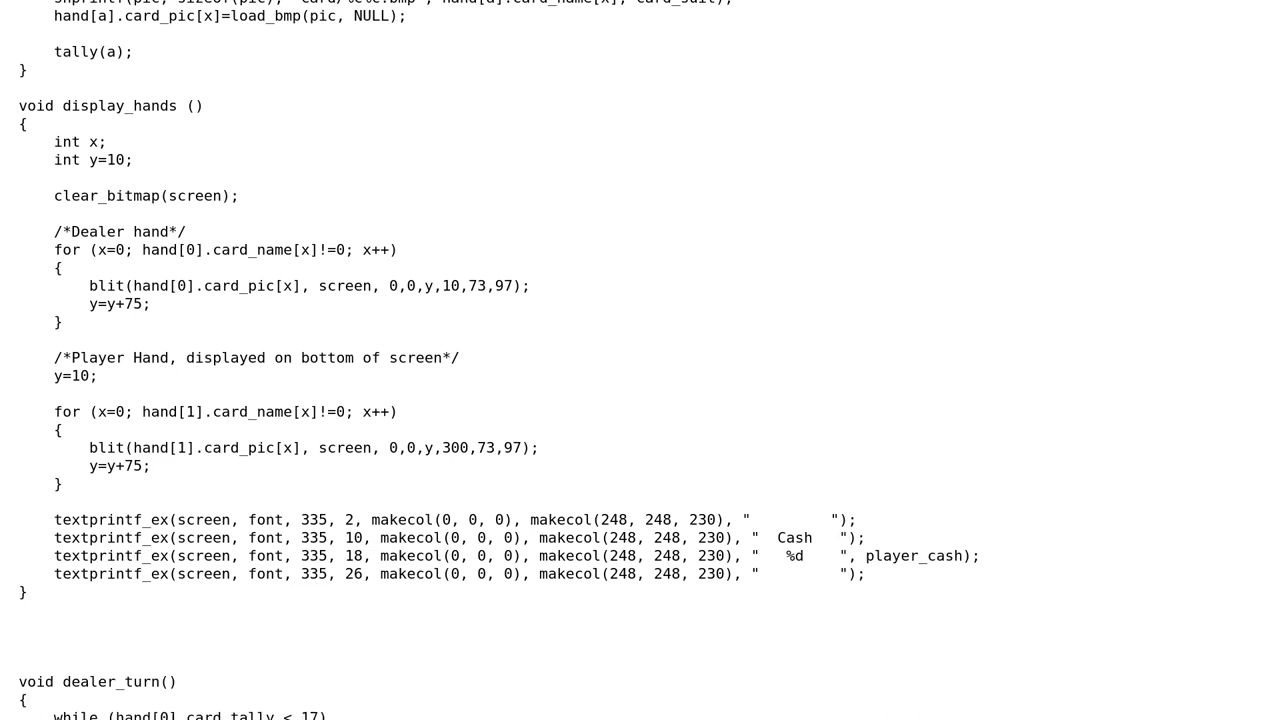 hand[a].card_pic[x]=load_bmp(pic, NULL);

    tally(a);
}

void display_hands ()
{
    int x;
    int y=10;

    clear_bitmap(screen);

    /*Dealer hand*/
    for (x=0; hand[0].card_name[x]!=0; x++)
    {
        blit(hand[0].card_pic[x], screen, 0,0,y,10,73,97);
        y=y+75;
    }

    /*Player Hand, displayed on bottom of screen*/
    y=10;

    for (x=0; hand[1].card_name[x]!=0; x++)
    {
        blit(hand[1].card_pic[x], screen, 0,0,y,300,73,97);
        y=y+75;
    }

    textprintf_ex(screen, font, 335, 2, makecol(0, 0, 0), makecol(248, 248, 230), "         ");
    textprintf_ex(screen, font, 335, 10, makecol(0, 0, 0), makecol(248, 248, 230), "  Cash   ");
    textprintf_ex(screen, font, 335, 18, makecol(0, 0, 0), makecol(248, 248, 230), "   %d    ", player_cash);
    textprintf_ex(screen, font, 335, 26, makecol(0, 0, 0), makecol(248, 248, 230), "         ");
}

void dealer_turn()
{
    while (hand[0].card_tally < 17)